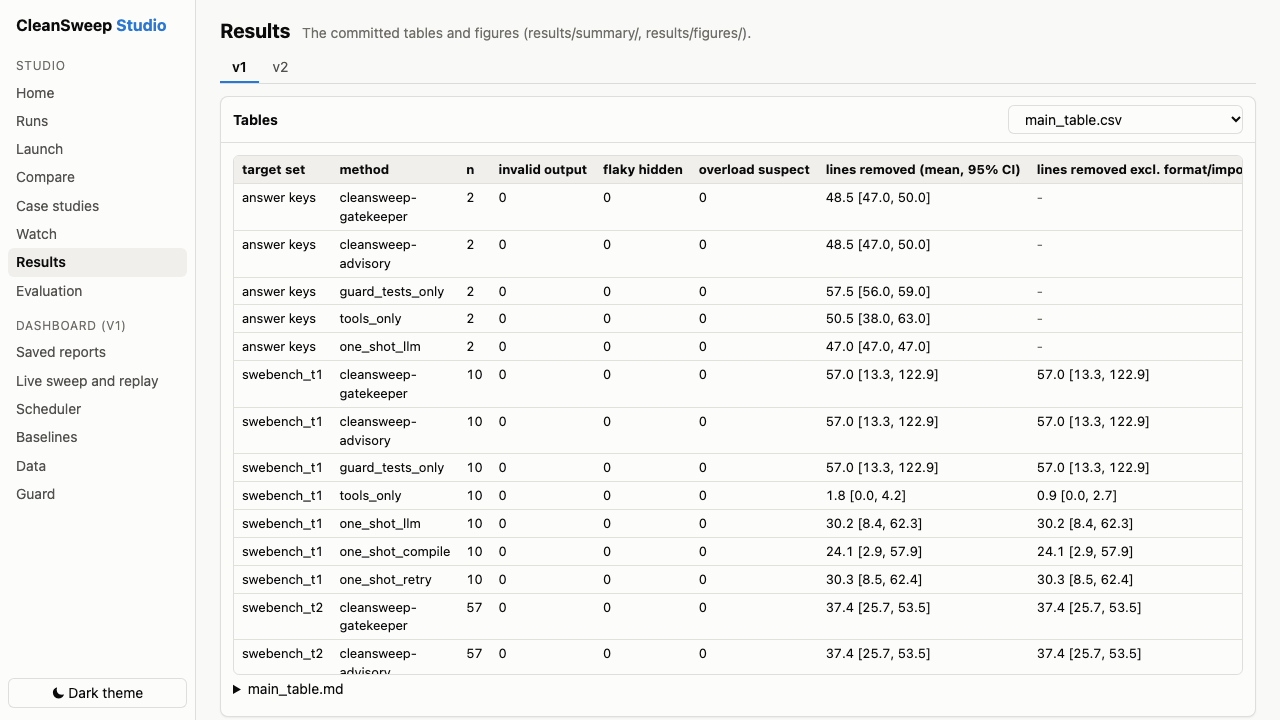 CleanSweep Studio
STUDIO
Home
Runs
Launch
Compare
Case studies
Watch
Results
Evaluation
DASHBOARD (V1)
Saved reports
Live sweep and replay
Scheduler
Baselines
Data
Guard
Dark theme
Results The committed tables and figures (results/summary/, results/figures/).
v1 v2
Tables main_table.csv
target set method n invalid output flaky hidden overload suspect lines removed (mean, 95% CI) lines removed excl. format/impo
answer keys cleansweep-gatekeeper 2 0 0 0 48.5 [47.0, 50.0] -
answer keys cleansweep-advisory 2 0 0 0 48.5 [47.0, 50.0] -
answer keys guard_tests_only 2 0 0 0 57.5 [56.0, 59.0] -
answer keys tools_only 2 0 0 0 50.5 [38.0, 63.0] -
answer keys one_shot_llm 2 0 0 0 47.0 [47.0, 47.0] -
swebench_t1 cleansweep-gatekeeper 10 0 0 0 57.0 [13.3, 122.9] 57.0 [13.3, 122.9]
swebench_t1 cleansweep-advisory 10 0 0 0 57.0 [13.3, 122.9] 57.0 [13.3, 122.9]
swebench_t1 guard_tests_only 10 0 0 0 57.0 [13.3, 122.9] 57.0 [13.3, 122.9]
swebench_t1 tools_only 10 0 0 0 1.8 [0.0, 4.2] 0.9 [0.0, 2.7]
swebench_t1 one_shot_llm 10 0 0 0 30.2 [8.4, 62.3] 30.2 [8.4, 62.3]
swebench_t1 one_shot_compile 10 0 0 0 24.1 [2.9, 57.9] 24.1 [2.9, 57.9]
swebench_t1 one_shot_retry 10 0 0 0 30.3 [8.5, 62.4] 30.3 [8.5, 62.4]
swebench_t2 cleansweep-gatekeeper 57 0 0 0 37.4 [25.7, 53.5] 37.4 [25.7, 53.5]
swebench_t2 cleansweep-advisory 57 0 0 0 37.4 [25.7, 53.5] 37.4 [25.7, 53.5]
main_table.md